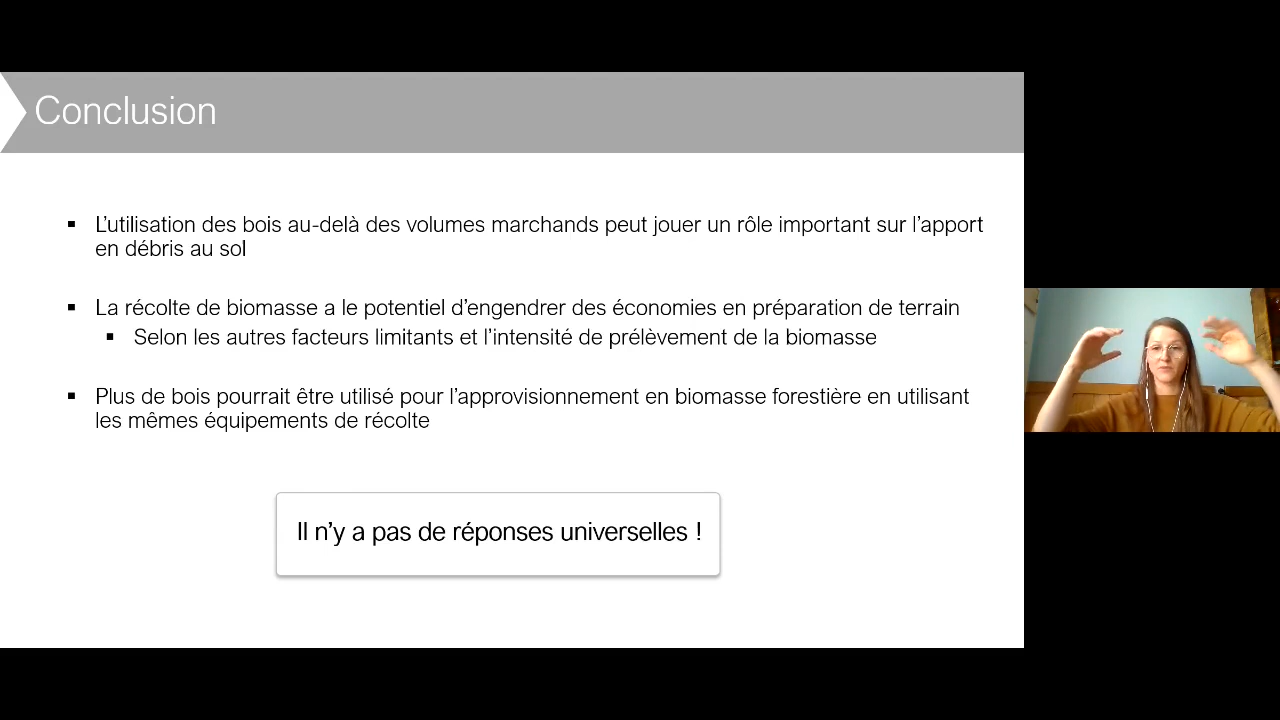 Conclusion
▪ L'utilisation des bois au-delà des volumes marchands peut jouer un rôle important sur l'apport
en débris au sol
▪ La récolte de biomasse a le potentiel d'engendrer des économies en préparation de terrain
▪ Selon les autres facteurs limitants et l'intensité de prélèvement de la biomasse
▪ Plus de bois pourrait être utilisé pour l'approvisionnement en biomasse forestière en utilisant
les mêmes équipements de récolte
Il n'y a pas de réponses universelles !